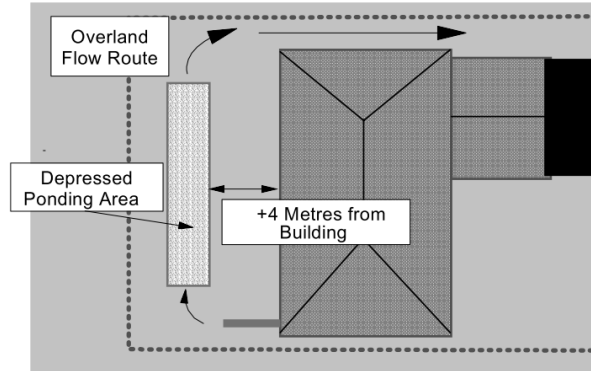 Overland
Flow Route
Depressed
Ponding Area
+4 Metres from
Building